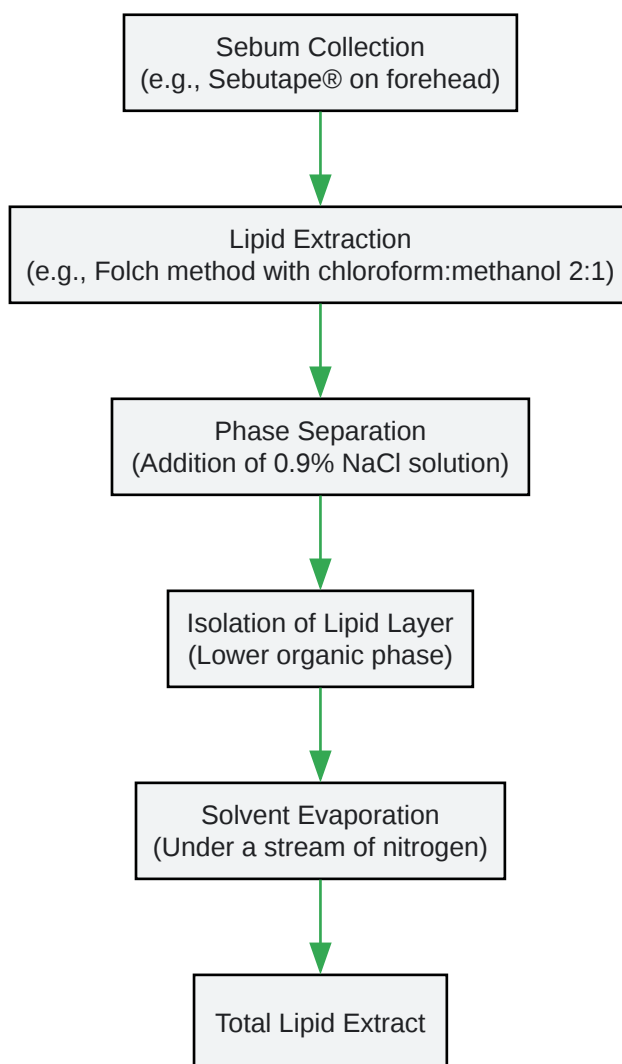 Sebum Collection
(e.g., Sebutape® on forehead)
Lipid Extraction
(e.g., Folch method with chloroform:methanol 2:1)
Phase Separation
(Addition of 0.9% NaCl solution)
Isolation of Lipid Layer
(Lower organic phase)
Solvent Evaporation
(Under a stream of nitrogen)
Total Lipid Extract